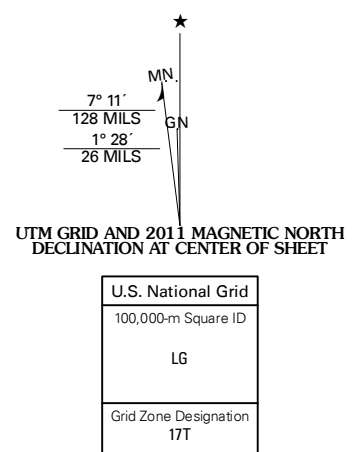 ★
MN
7° 11´
128 MILS
GN
1° 28´
26 MILS
UTM GRID AND 2011 MAGNETIC NORTH
DECLINATION AT CENTER OF SHEET
U.S. National Grid
100,000-m Square ID
LG
Grid Zone Designation
17T